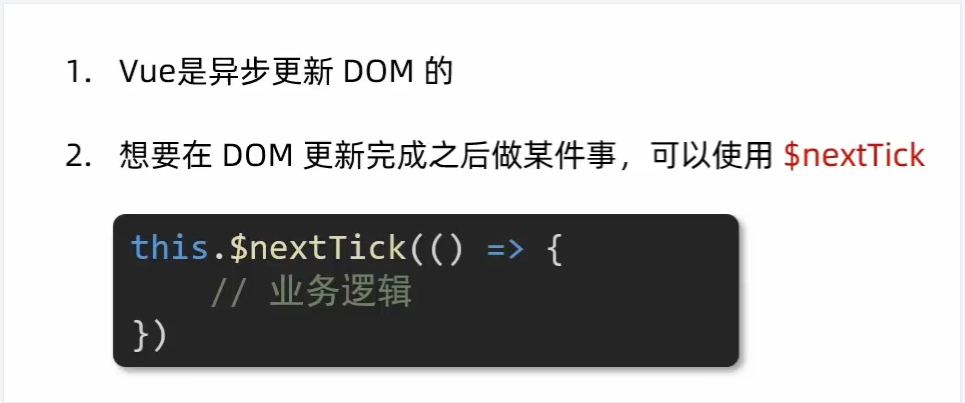 1. Vue是异步更新 DOM 的
2. 想要在 DOM 更新完成之后做某件事，可以使用 $nextTick
this.$nextTick(() => {
    // 业务逻辑
})